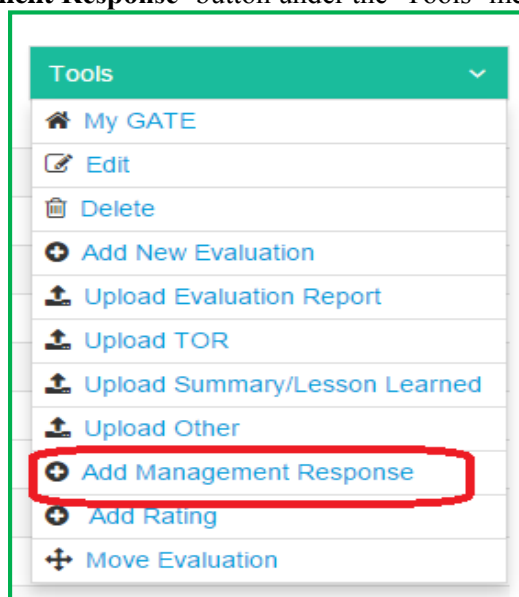 Response" button under the "Tools" me
Tools
My GATE
Edit
Delete
Add New Evaluation
Upload Evaluation Report
Upload TOR
Upload Summary/Lesson Learned
Upload Other
Add Management Response
Add Rating
Move Evaluation